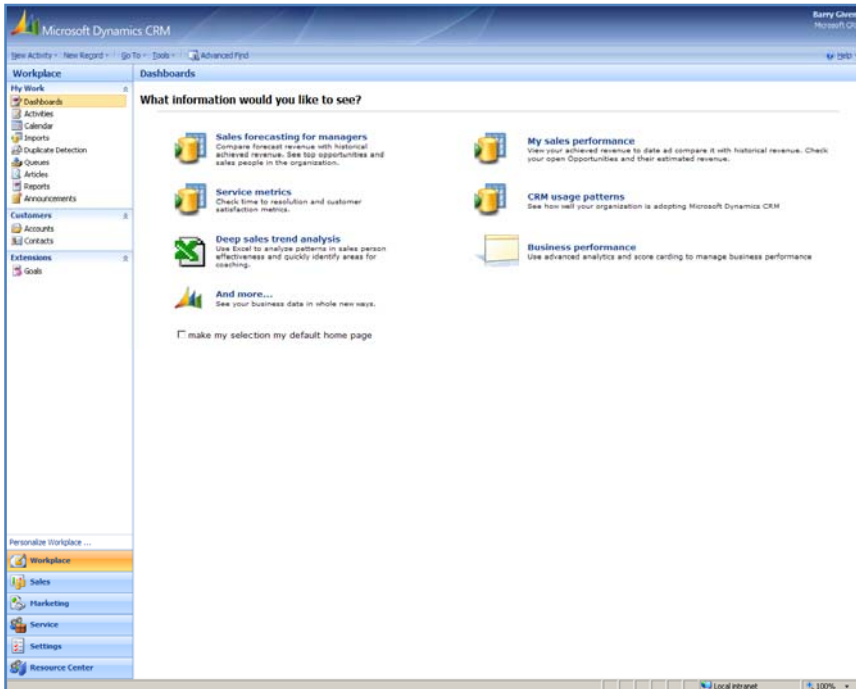 Microsoft Dynamics CRM
Barry Given
Microsoft CR
New Activity New Record Go To Tools Advanced Find
Help
Workplace
My Work
Dashboards
Activities
Calendar
Imports
Duplicate Detection
Queues
Articles
Reports
Announcements
Customers
Accounts
Contacts
Extensions
Goals
Personalize Workplace ...
Workplace
Sales
Marketing
Service
Settings
Resource Center
Dashboards
What information would you like to see?
Sales forecasting for managers
Compare forecast revenue with historical
achieved revenue. See top opportunities and
sales people in the organization.
My sales performance
View your achieved revenue to date ad compare it with historical revenue. Check
your open Opportunities and their estimated revenue.
Service metrics
Check time to resolution and customer
satisfaction metrics.
CRM usage patterns
See how well your organization is adopting Microsoft Dynamics CRM
Deep sales trend analysis
Use Excel to analyze patterns in sales person
effectiveness and quickly identify areas for
coaching.
Business performance
Use advanced analytics and score carding to manage business performance
And more...
See your business data in whole new ways.
make my selection my default home page
Local intranet
100%